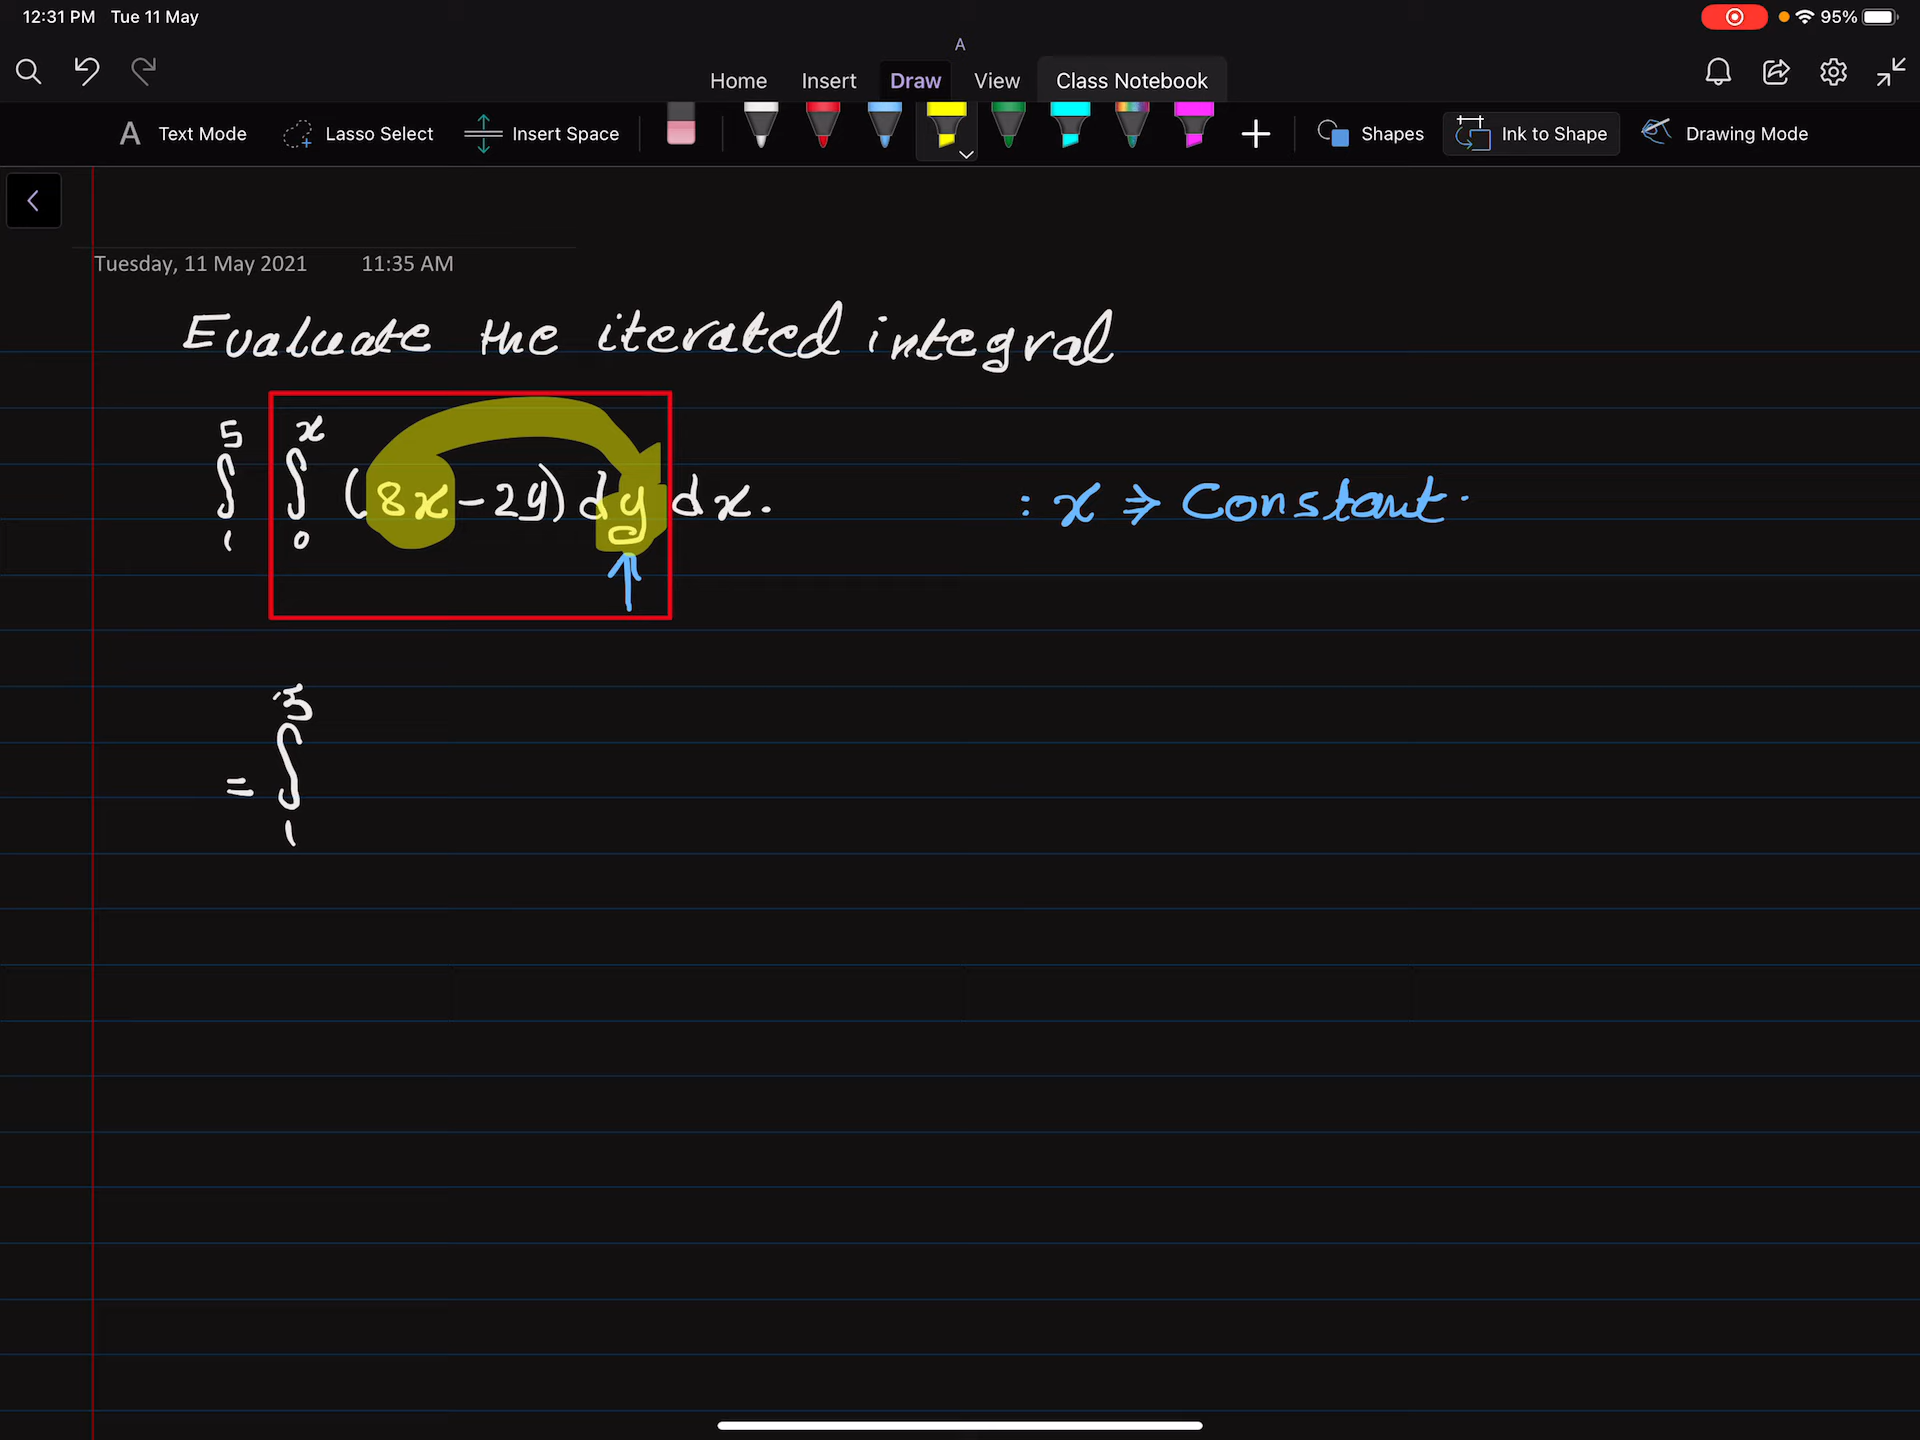 12:31 PM Tue 11 May 95%
A
Home Insert Draw View Class Notebook
A Text Mode Lasso Select Insert Space Shapes Ink to Shape Drawing Mode
Tuesday, 11 May 2021 11:35 AM
Evaluate the iterated integral
∫₁⁵ ∫₀ˣ (8x-2y) dy dx. : x ⇒ Constant.
= ∫₁⁵